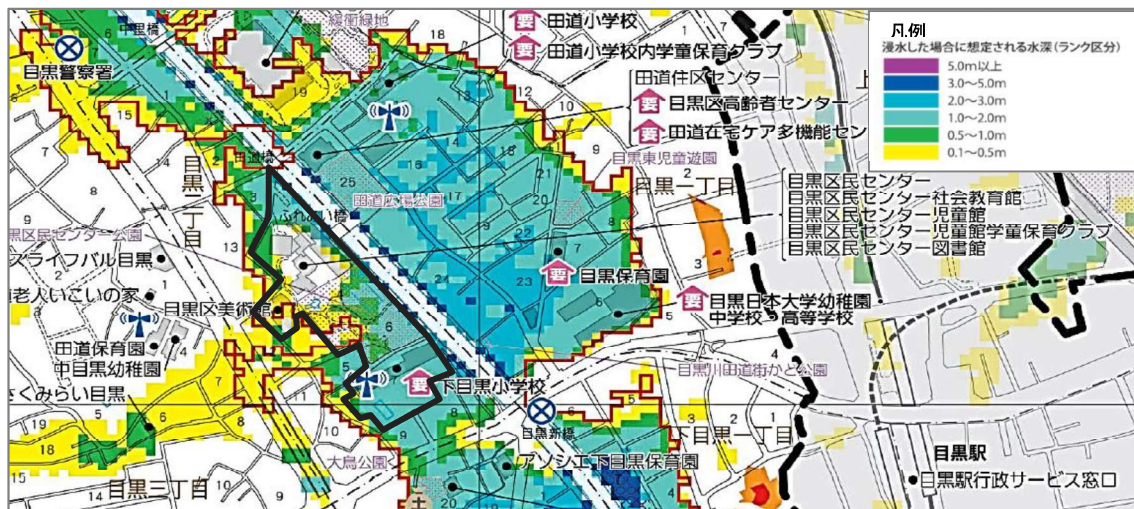 凡.例
浸水した場合に想定される水深(ランク区分)
5.0m以上
3.0～5.0m
2.0～3.0m
1.0～2.0m
0.5～1.0m
0.1～0.5m
中里橋
緩衝緑地
目黒警察署
田道小学校
田道小学校内学童保育クラブ
田道住区センター
目黒区高齢者センター
田道在宅ケア多機能セン
目黒東児童遊園
目黒一丁目
目黒区民センター
目黒区民センター社会教育館
目黒区民センター児童館
目黒区民センター児童館学童保育クラブ
目黒区民センター図書館
田道橋
ふれあい橋
田道広場公園
黒区民センター公園
スライフパル目黒
老人いこいの家
目黒区美術館
田道保育園
中目黒幼稚園
さくみらい目黒
目黒保育園
目黒日本大学幼稚園
中学校・高等学校
目黒川田道街かど公園
下目黒小学校
目黒新橋
大鳥公園
アソシエ下目黒保育園
下目黒一丁目
目黒三丁目
目黒駅
目黒駅行政サービス窓口